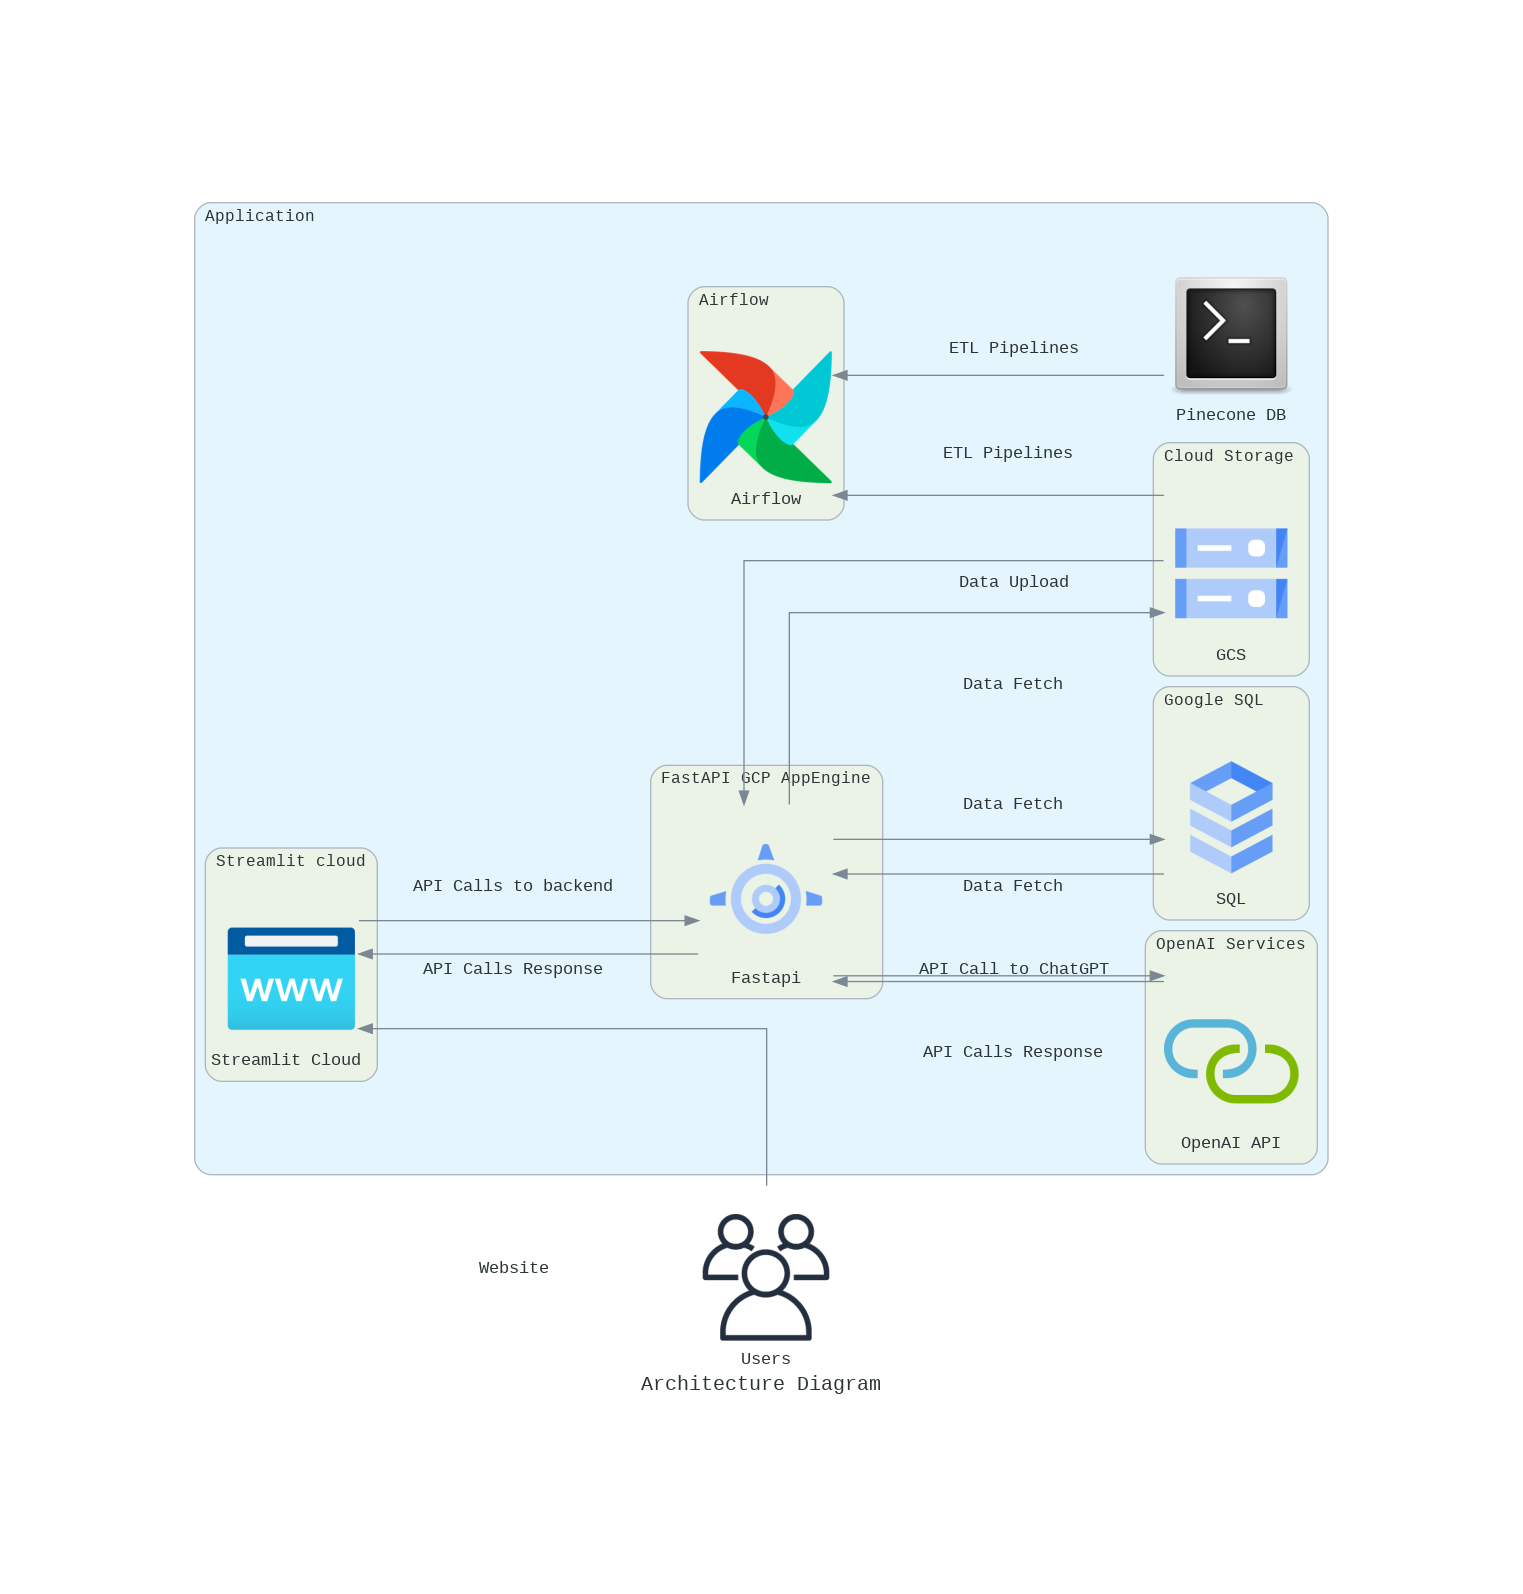 Application
Airflow
ETL Pipelines
Pinecone DB
ETL Pipelines
Cloud Storage
Airflow
Data Upload
GCS
Data Fetch
Google SQL
FastAPI GCP AppEngine
Data Fetch
Streamlit cloud
API Calls to backend
Data Fetch
SQL
OpenAI Services
API Calls Response
API Call to ChatGPT
Fastapi
WWW
Streamlit Cloud
API Calls Response
OpenAI API
Website
Users
Architecture Diagram